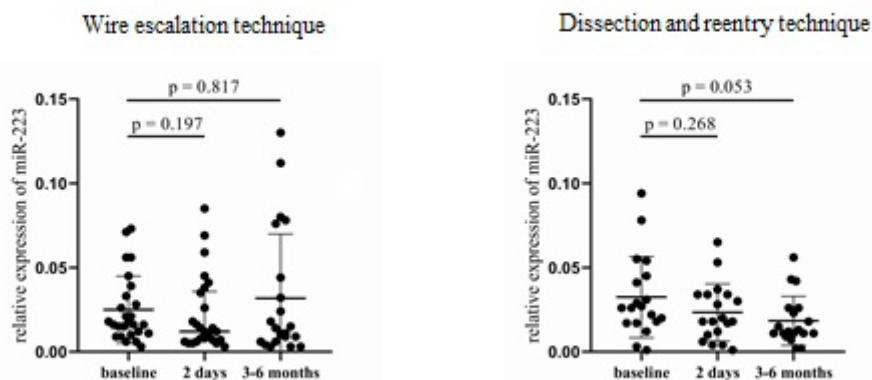 Wire escalation technique
relative expression of miR-223
0.15
0.10
0.05
0.00
p = 0.817
p = 0.197
baseline 2 days 3-6 months
Dissection and reentry technique
relative expression of miR-223
0.15
0.10
0.05
0.00
p = 0.053
p = 0.268
baseline 2 days 3-6 months